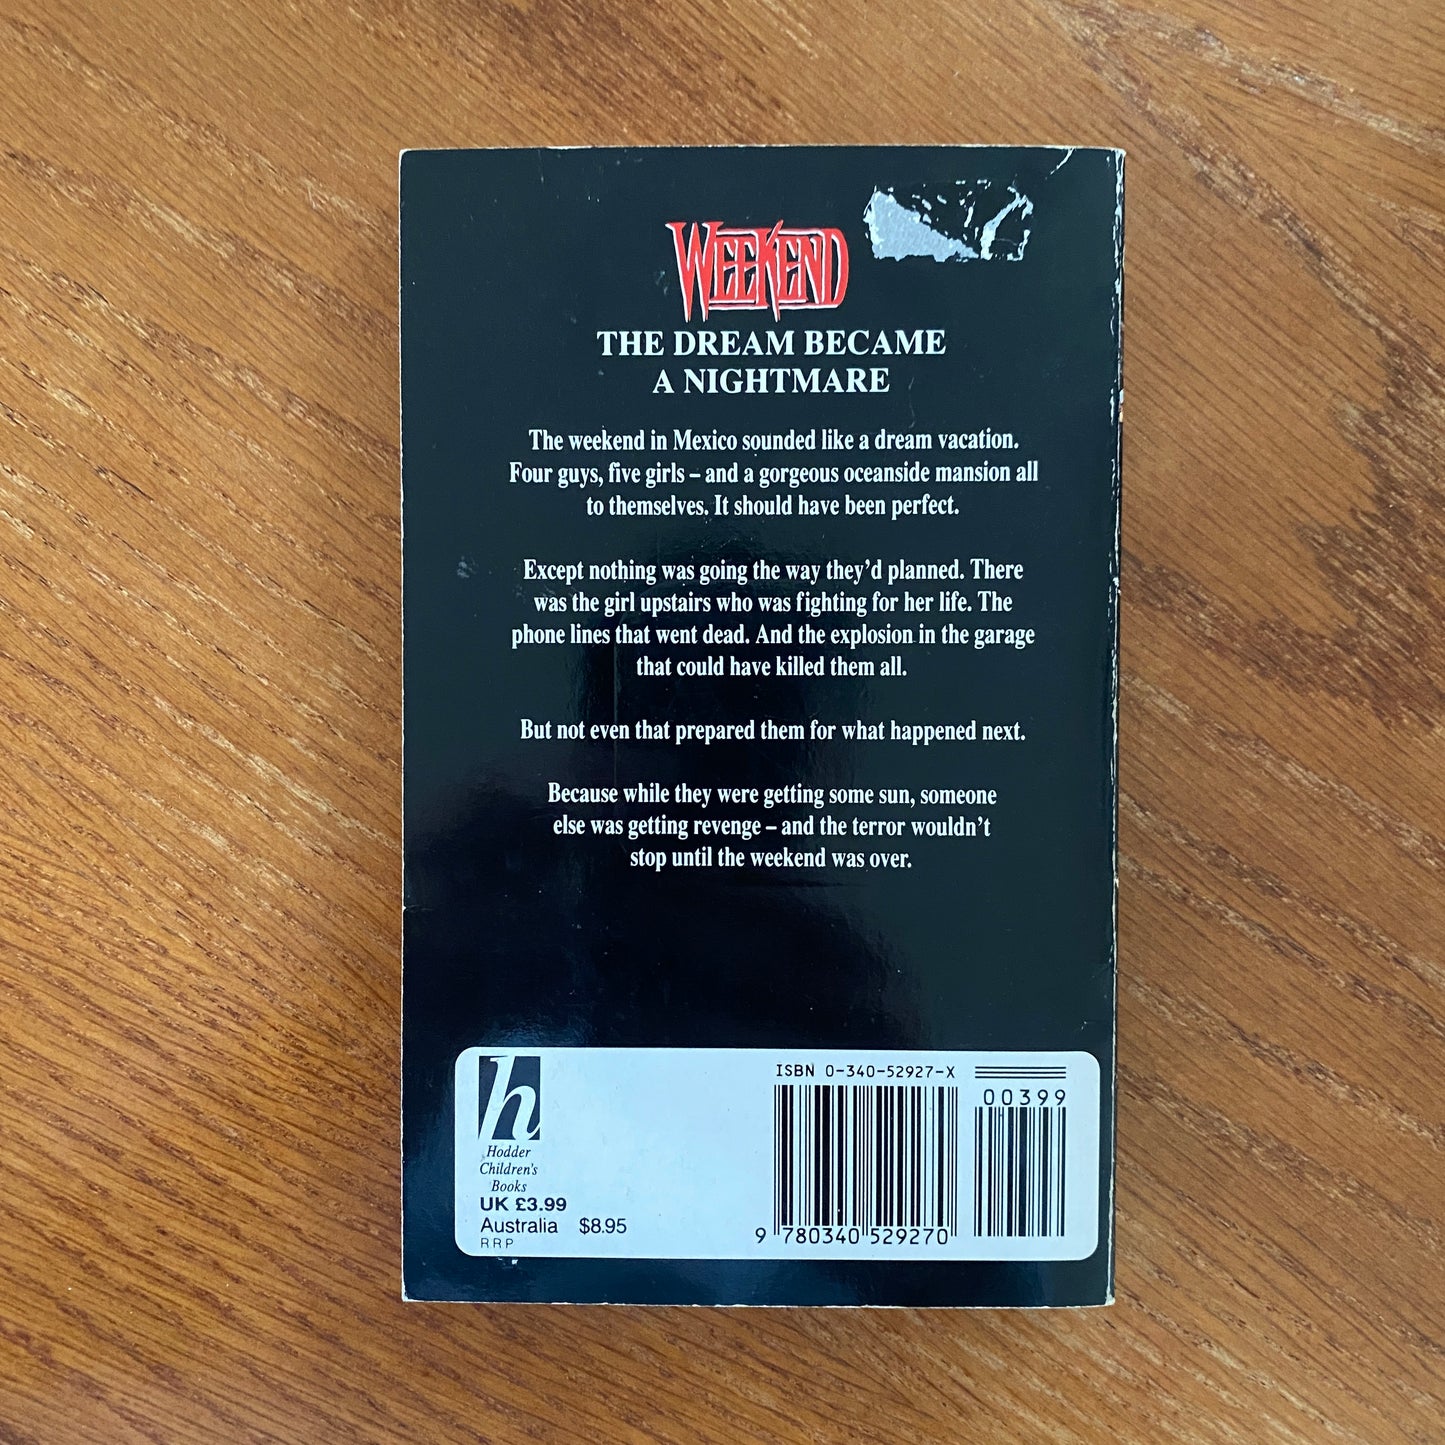 WEEKEND
THE DREAM BECAME
A NIGHTMARE
The weekend in Mexico sounded like a dream vacation.
Four guys, five girls – and a gorgeous oceanside mansion all
to themselves. It should have been perfect.
Except nothing was going the way they'd planned. There
was the girl upstairs who was fighting for her life. The
phone lines that went dead. And the explosion in the garage
that could have killed them all.
But not even that prepared them for what happened next.
Because while they were getting some sun, someone
else was getting revenge – and the terror wouldn't
stop until the weekend was over.
h
Hodder
Children's
Books
UK £3.99
Australia $8.95
RRP
ISBN 0-340-52927-X
00399
9 780340 529270